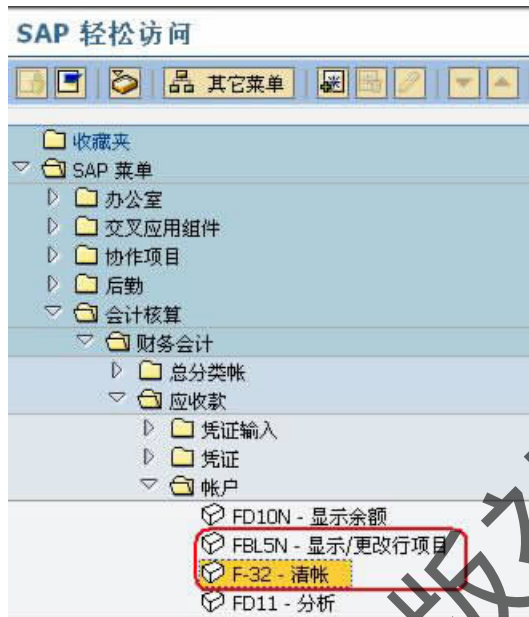 SAP 轻松访问
其它菜单
收藏夹
SAP 菜单
办公室
交叉应用组件
协作项目
后勤
会计核算
财务会计
总分类帐
应收款
凭证输入
凭证
帐户
FD10N - 显示余额
FBL5N - 显示/更改行项目
F-32 - 清帐
FD11 - 分析